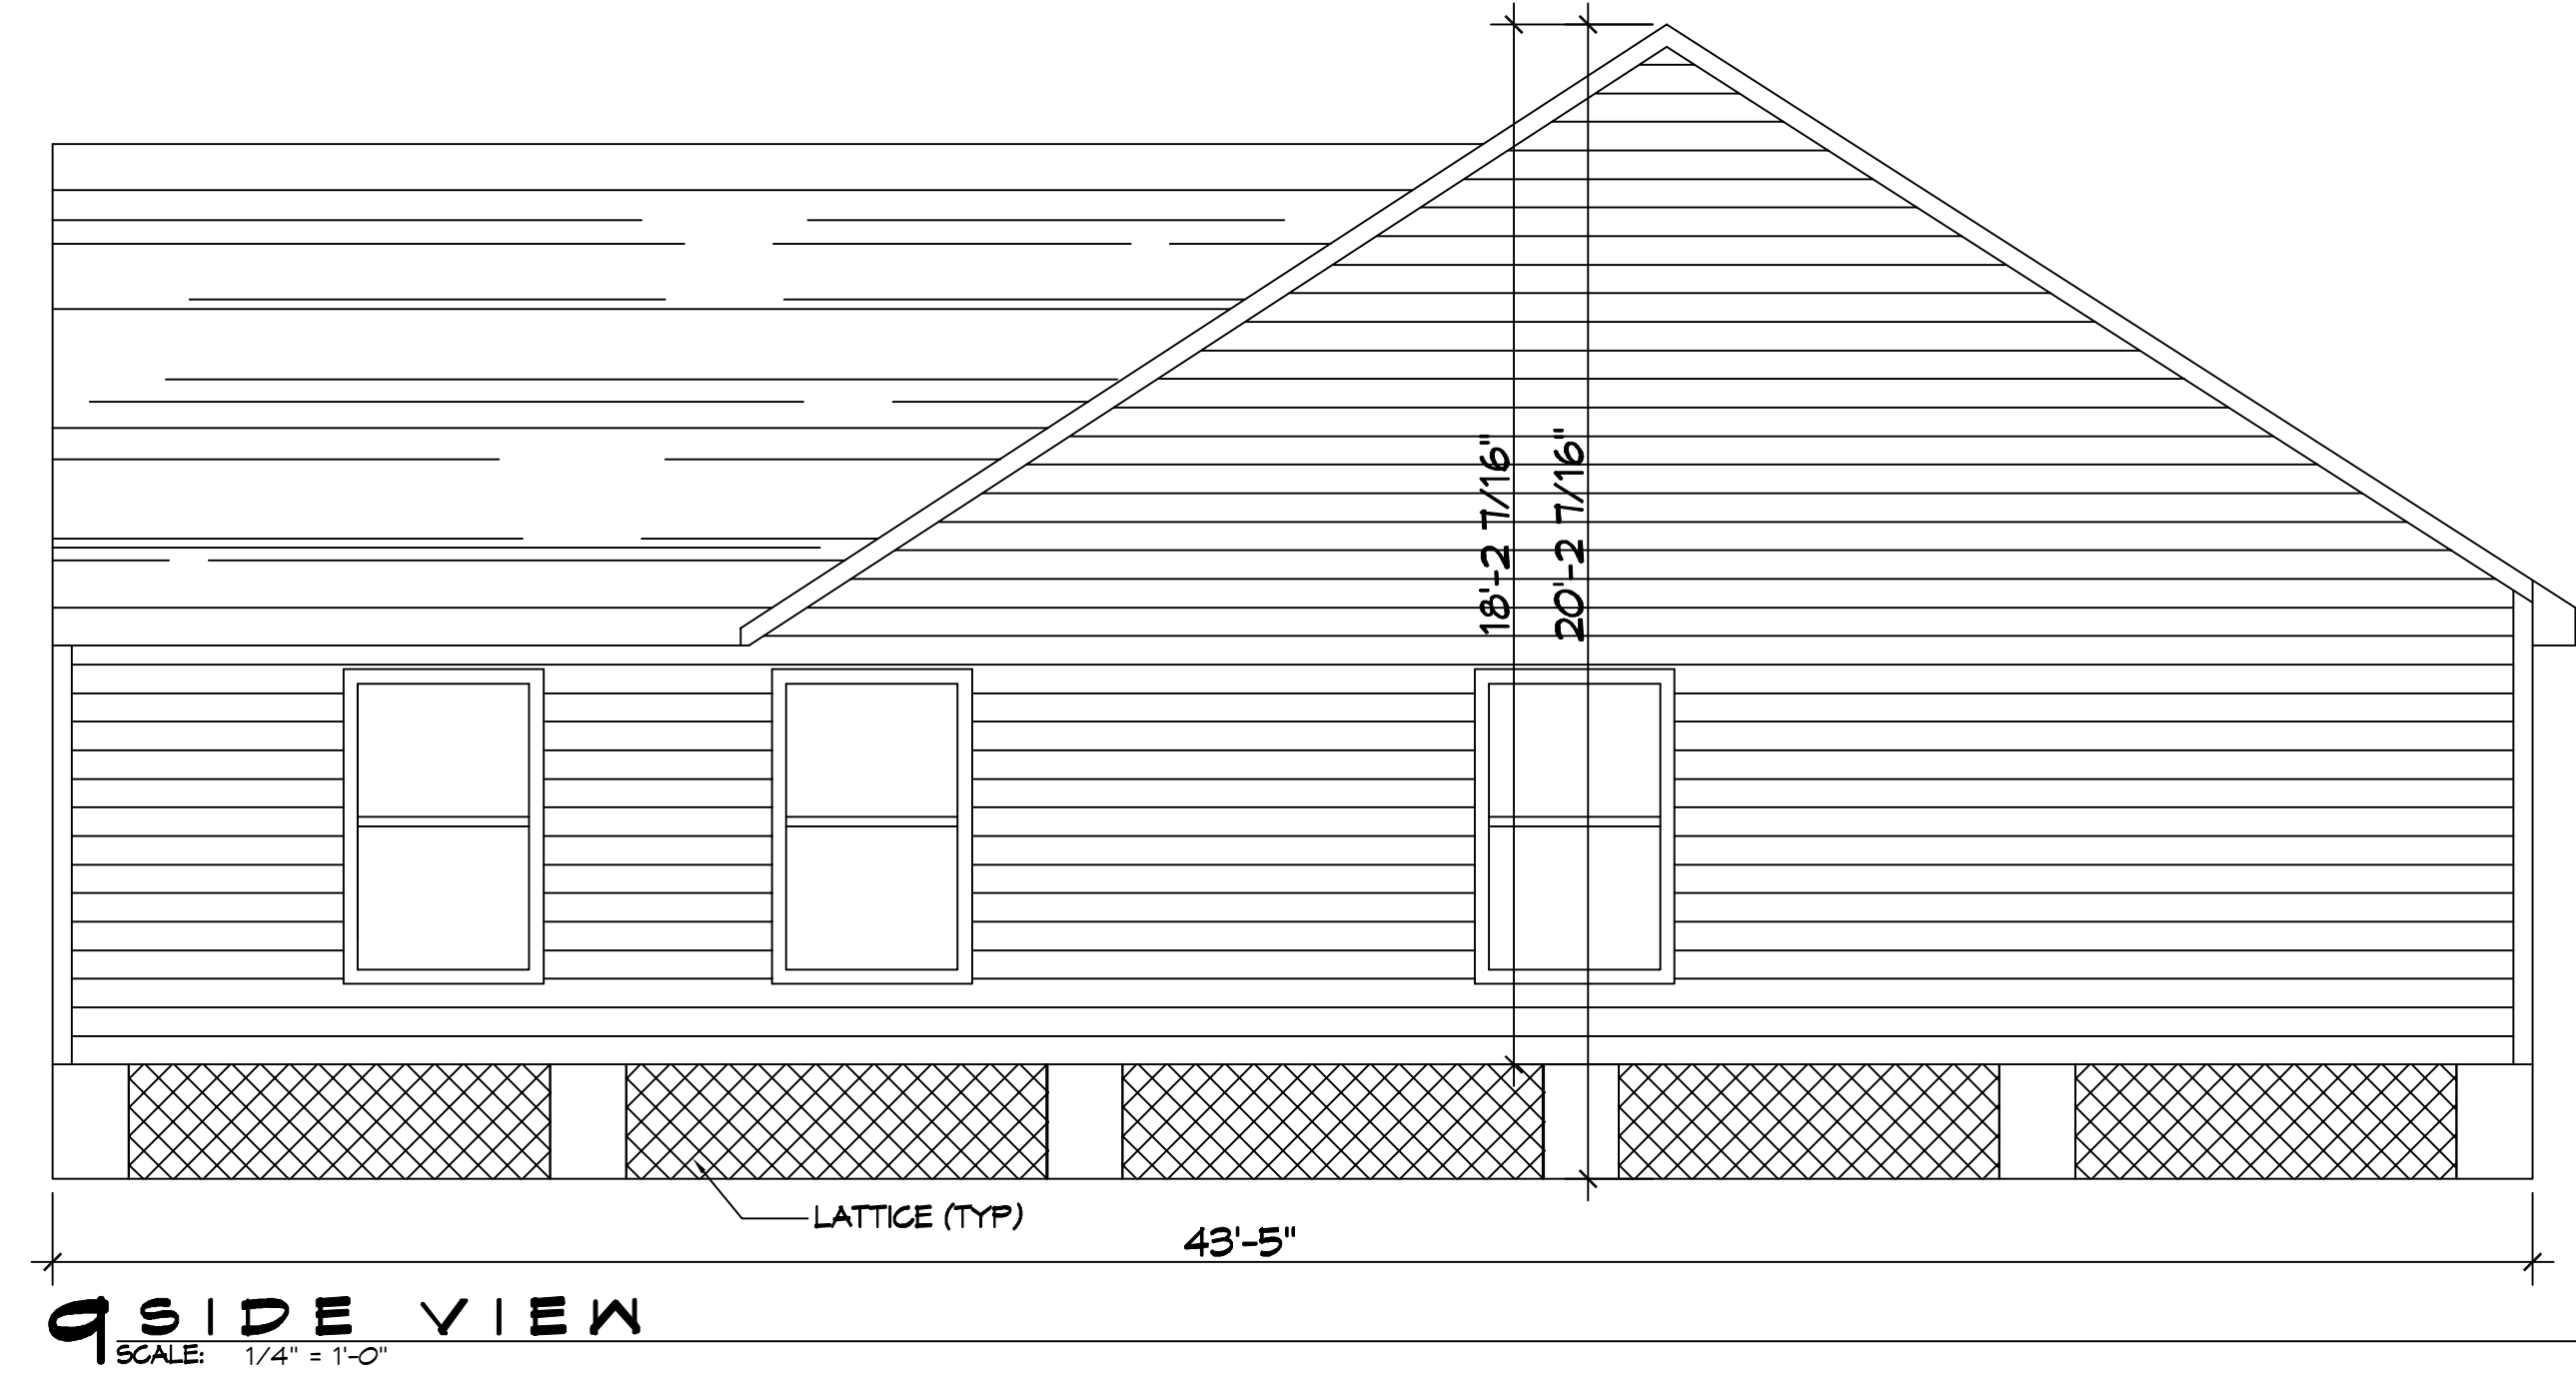 18'-2 7/16"
20'-2 7/16"
LATTICE (TYP)
43'-5"
9 SIDE VIEW
SCALE: 1/4" = 1'-0"